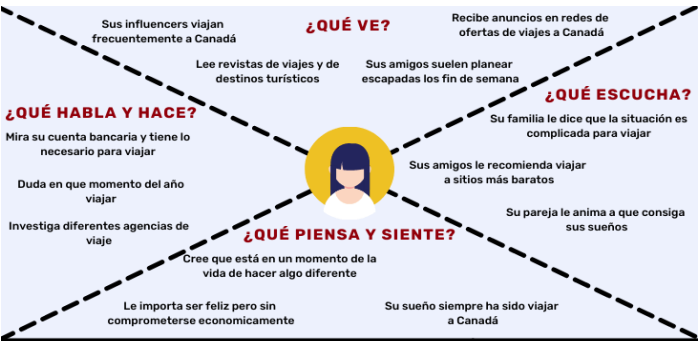 ¿QUÉ VE?
Sus influencers viajan
frecuentemente a Canadá
Recibe anuncios en redes de
ofertas de viajes a Canadá
Lee revistas de viajes y de
destinos turísticos
Sus amigos suelen planear
escapadas los fin de semana
¿QUÉ HABLA Y HACE?
Mira su cuenta bancaria y tiene lo
necesario para viajar
Duda en que momento del año
viajar
Investiga diferentes agencias de
viaje
¿QUÉ ESCUCHA?
Su familia le dice que la situación es
complicada para viajar
Sus amigos le recomienda viajar
a sitios más baratos
Su pareja le anima a que consiga
sus sueños
¿QUÉ PIENSA Y SIENTE?
Cree que está en un momento de la
vida de hacer algo diferente
Le importa ser feliz pero sin
comprometerse economicamente
Su sueño siempre ha sido viajar
a Canadá